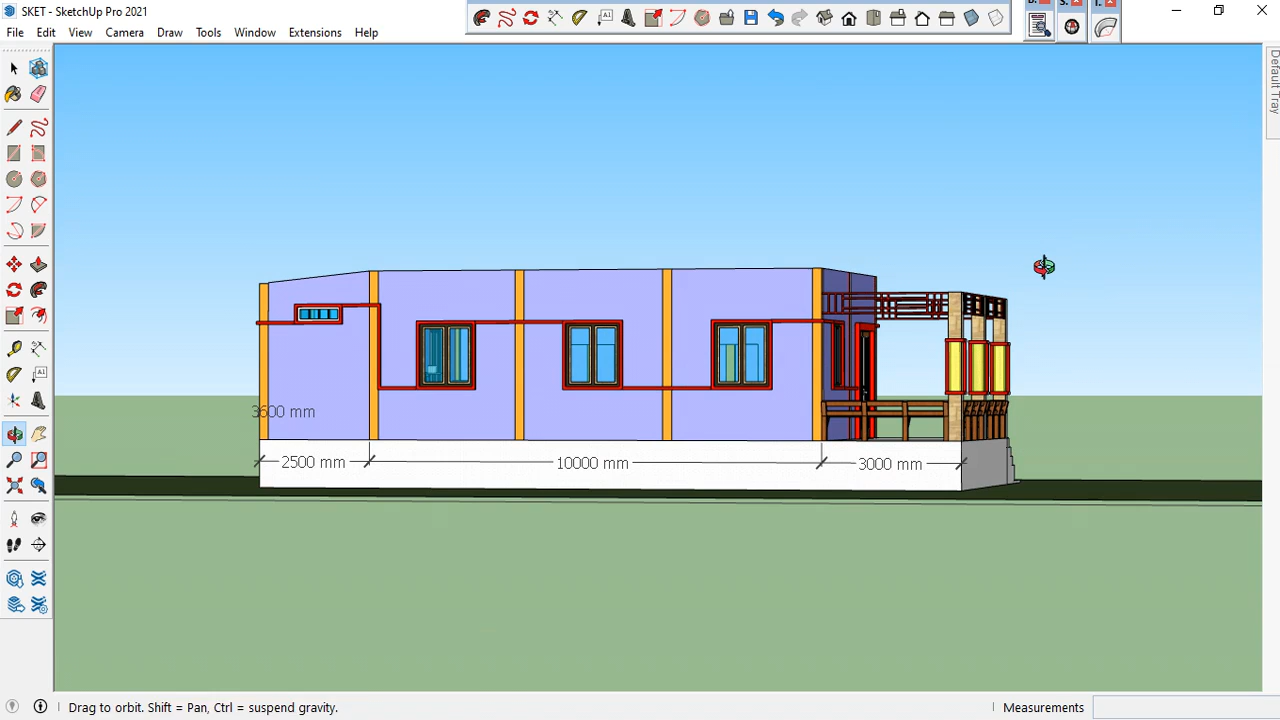 SKET - SketchUp Pro 2021
File Edit View Camera Draw Tools Window Extensions Help
Default Tray
3600 mm
2500 mm 10000 mm 3000 mm
Drag to orbit. Shift = Pan, Ctrl = suspend gravity.
Measurements